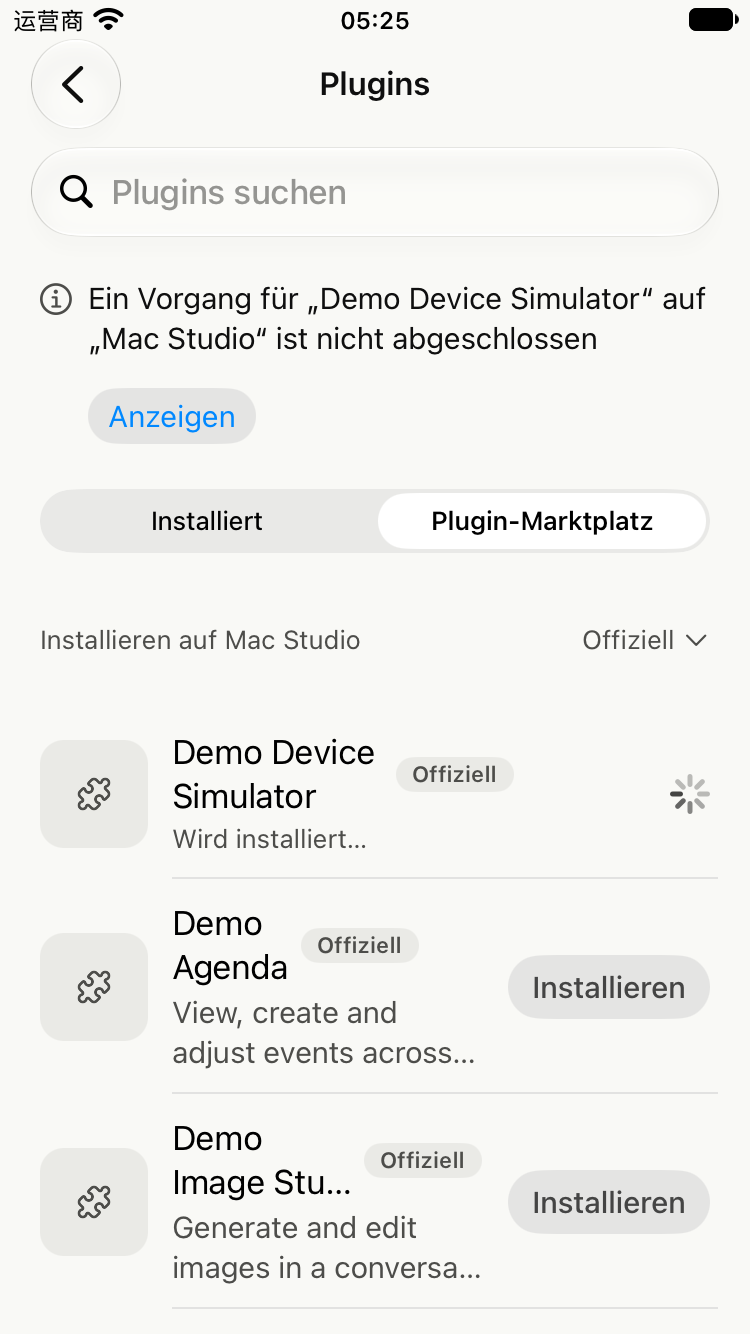 运营商
05:25
Plugins
Plugins suchen
Ein Vorgang für „Demo Device Simulator“ auf
„Mac Studio“ ist nicht abgeschlossen
Anzeigen
Installiert
Plugin-Marktplatz
Installieren auf Mac Studio
Offiziell
Demo Device
Simulator
Offiziell
Wird installiert…
Demo
Agenda
Offiziell
View, create and
adjust events across…
Installieren
Demo
Image Stu…
Offiziell
Generate and edit
images in a conversa…
Installieren